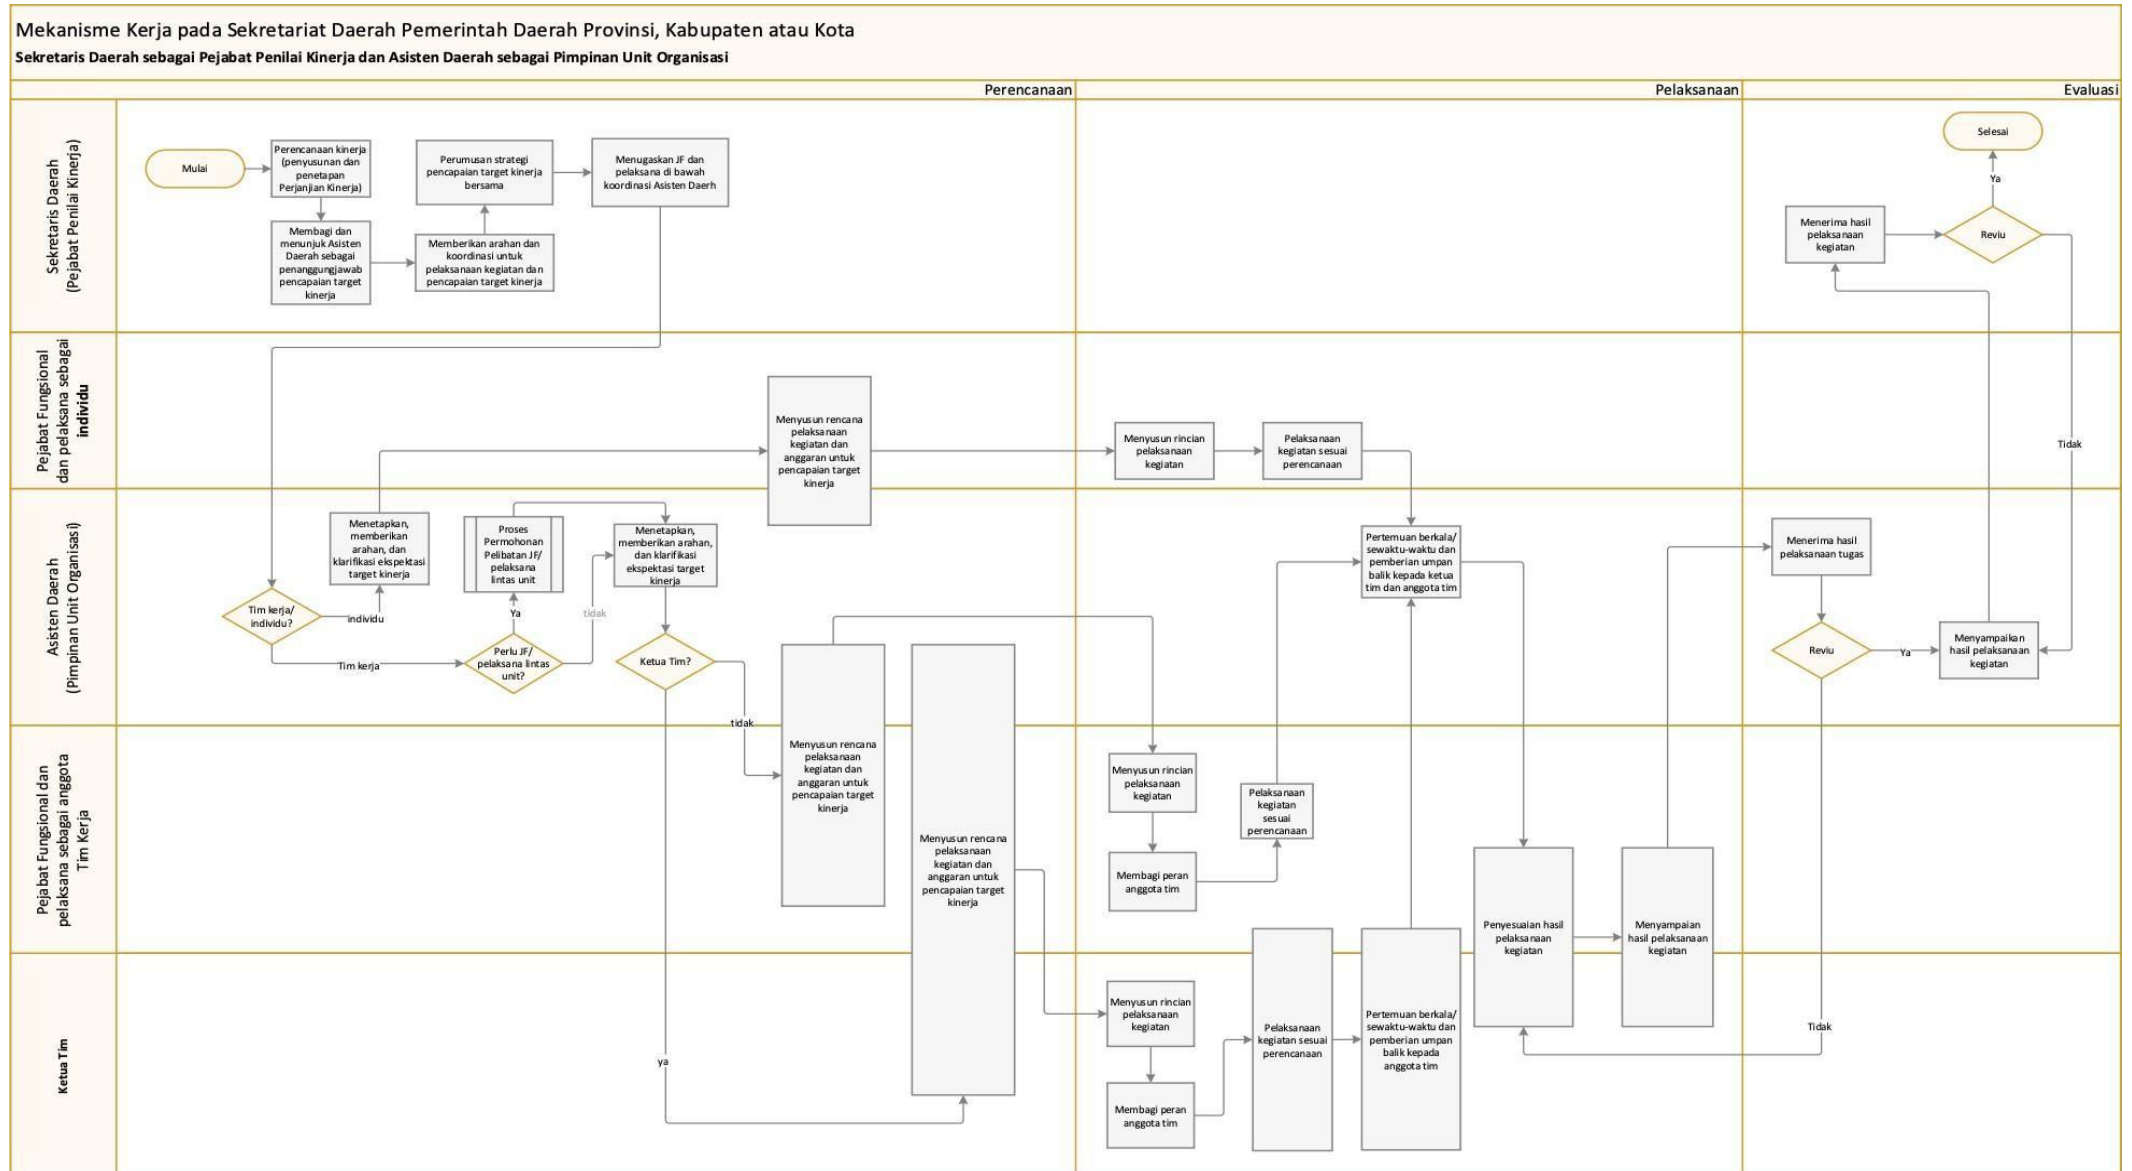 Mekanisme Kerja pada Sekretariat Daerah Pemerintah Daerah Provinsi, Kabupaten atau Kota
Sekretaris Daerah sebagai Pejabat Penilai Kinerja dan Asisten Daerah sebagai Pimpinan Unit Organisasi
Perencanaan
Pelaksanaan
Evaluasi
Sekretaris Daerah
(Pejabat Penilai Kinerja)
Mulai
Perencanaan kinerja
(penyusunan dan
penetapan
Perjanjian Kinerja)
Membagi dan
menunjuk Asisten
Daerah sebagai
penanggungjawab
pencapaian target
kinerja
Perumusan strategi
pencapaian target kinerja
bersama
Memberikan arahan dan
koordinasi untuk
pelaksanaan kegiatan dan
pencapaian target kinerja
Menugaskan JF dan
pelaksana di bawah
koordinasi Asisten Daerh
Selesai
Ya
Menerima hasil
pelaksanaan
kegiatan
Reviu
Tidak
Pejabat Fungsional
dan pelaksana sebagai
individu
Menyusun rencana
pelaksanaan
kegiatan dan
anggaran untuk
pencapaian target
kinerja
Menyusun rincian
pelaksanaan
kegiatan
Pelaksanaan
kegiatan sesuai
perencanaan
Asisten Daerah
(Pimpinan Unit Organisasi)
Tim kerja/
individu?
individu
Tim kerja
Menetapkan,
memberikan
arahan, dan
klarifikasi ekspektasi
target kinerja
Proses
Permohonan
Pelibatan JF/
pelaksana
lintas unit
Ya
Perlu JF/
pelaksana lintas
unit?
tidak
Menetapkan,
memberikan arahan,
dan klarifikasi
ekspektasi target
kinerja
Ketua Tim?
tidak
ya
Pertemuan berkala/
sewaktu-waktu dan
pemberian umpan
balik kepada ketua
tim dan anggota tim
Menerima hasil
pelaksanaan tugas
Reviu
Ya
Menyampaikan
hasil pelaksanaan
kegiatan
Tidak
Pejabat Fungsional dan
pelaksana sebagai anggota
Tim Kerja
Menyusun rencana
pelaksanaan
kegiatan dan
anggaran untuk
pencapaian target
kinerja
Menyusun rencana
pelaksanaan
kegiatan dan
anggaran untuk
pencapaian target
kinerja
Menyusun rincian
pelaksanaan
kegiatan
Membagi peran
anggota tim
Pelaksanaan
kegiatan
sesuai
perencanaan
Penyesuaian hasil
pelaksanaan
kegiatan
Menyampaian
hasil pelaksanaan
kegiatan
Ketua Tim
Menyusun rincian
pelaksanaan
kegiatan
Membagi peran
anggota tim
Pelaksanaan
kegiatan sesuai
perencanaan
Pertemuan berkala/
sewaktu-waktu dan
pemberian umpan
balik kepada
anggota tim